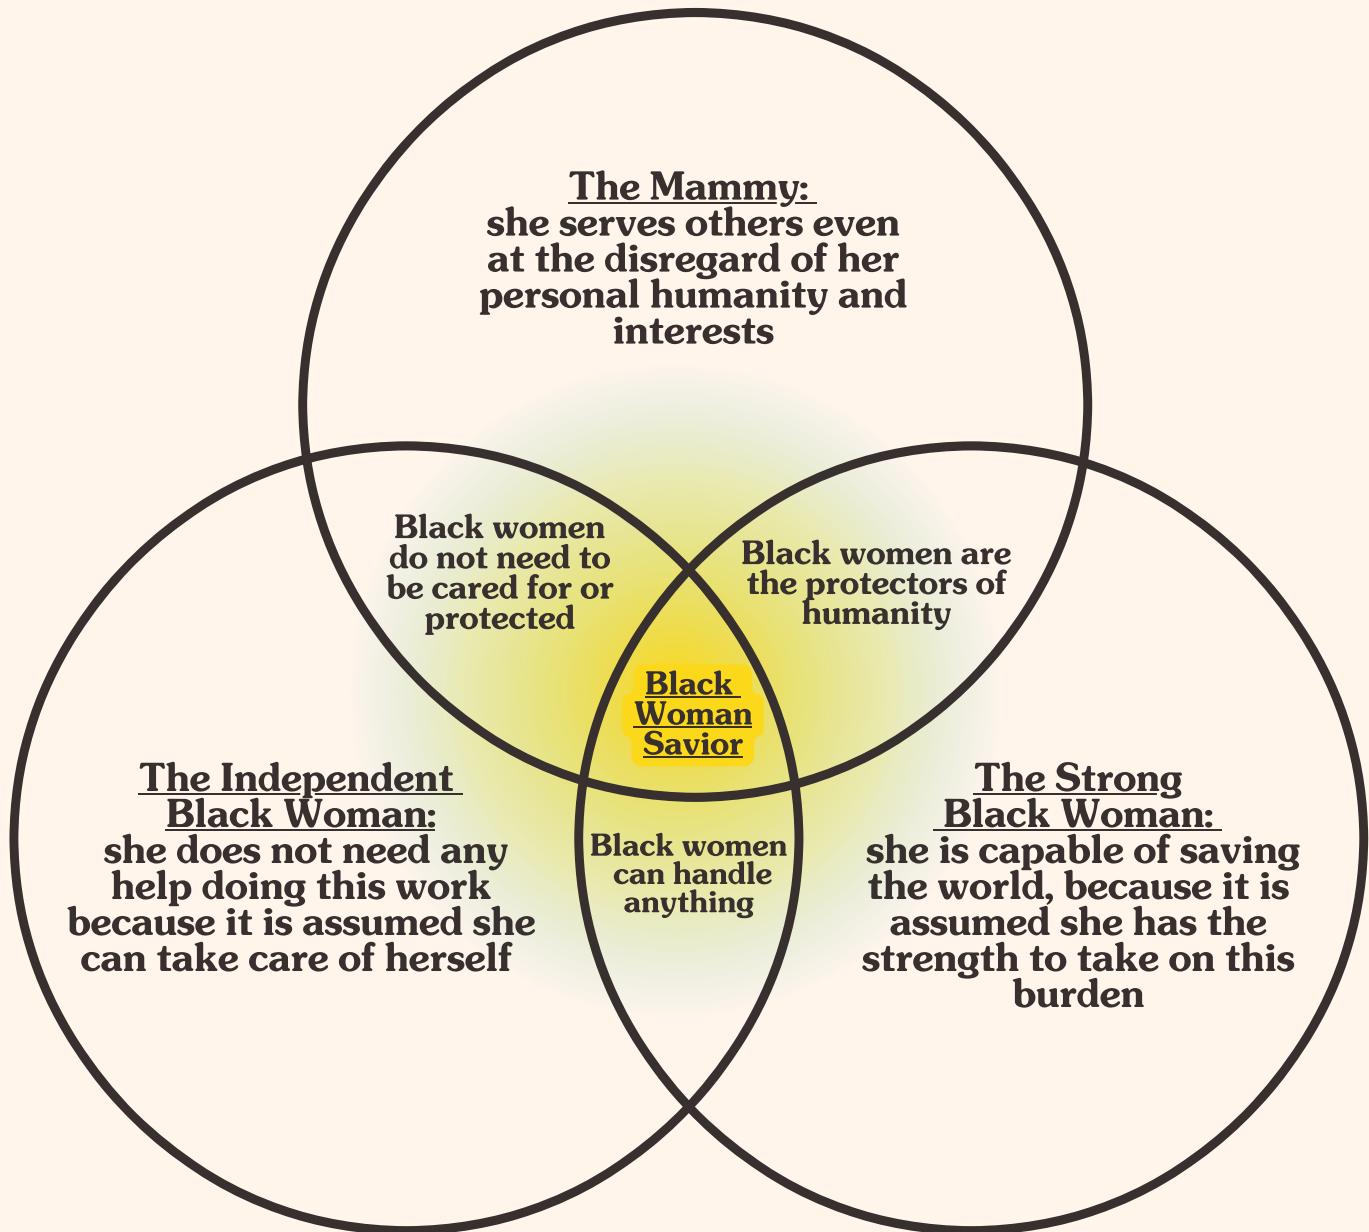 The Mammy:
she serves others even
at the disregard of her
personal humanity and
interests
Black women
do not need to
be cared for or
protected
Black women are
the protectors of
humanity
Black
Woman
Savior
The Independent
Black Woman:
she does not need any
help doing this work
because it is assumed she
can take care of herself
Black women
can handle
anything
The Strong
Black Woman:
she is capable of saving
the world, because it is
assumed she has the
strength to take on this
burden